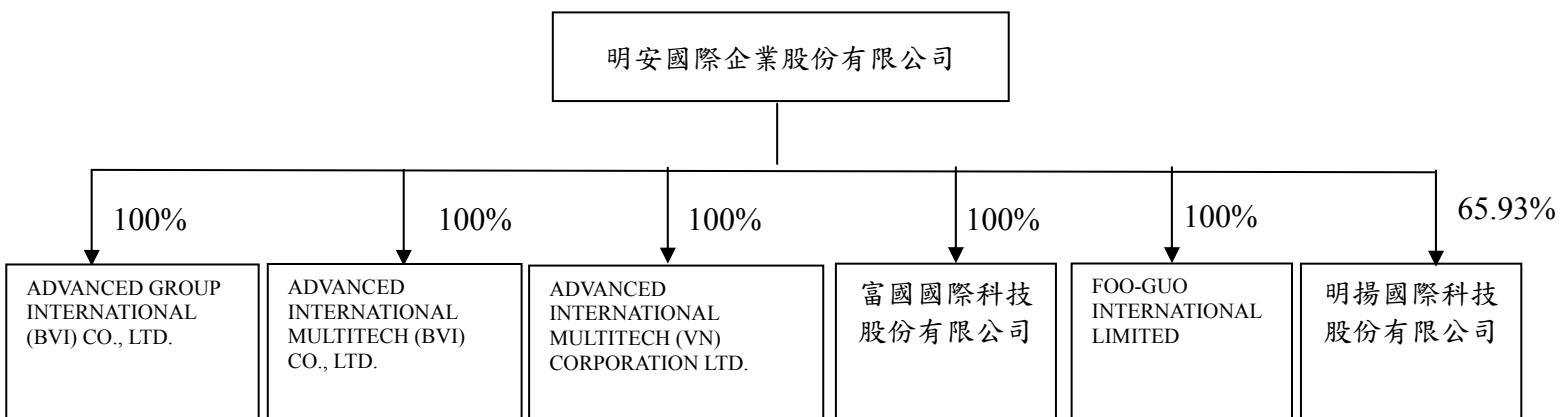 明安國際企業股份有限公司
100%
100%
100%
100%
100%
65.93%
ADVANCED GROUP
INTERNATIONAL
(BVI) CO., LTD.
ADVANCED
INTERNATIONAL
MULTITECH (BVI)
CO., LTD.
ADVANCED
INTERNATIONAL
MULTITECH (VN)
CORPORATION LTD.
富國國際科技
股份有限公司
FOO-GUO
INTERNATIONAL
LIMITED
明揚國際科技
股份有限公司